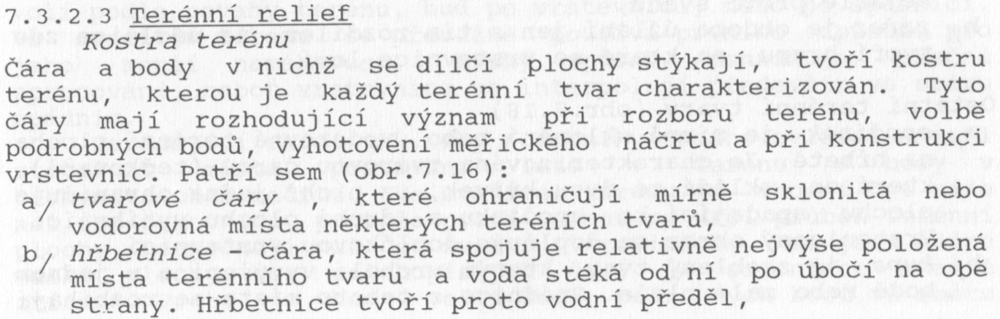 7.3.2.3 Terénní reliéf
Kostra terénu
Čára a body v nichž se dílčí plochy stýkají, tvoří kostru
terénu, kterou je každý terénní tvar charakterizován. Tyto
čáry mají rozhodující význam při rozboru terénu, volbě
podrobných bodů, vyhotovení měřického náčrtu a při konstrukci
vrstevnic. Patří sem (obr.7.16):
a/ tvarové čáry , které ohraničují mírně sklonitá nebo
vodorovná místa některých teréních tvarů,
b/ hřbetnice - čára, která spojuje relativně nejvýše položená
místa terénního tvaru a voda stéká od ní po úbočí na obě
strany. Hřbetnice tvoří proto vodní předěl,